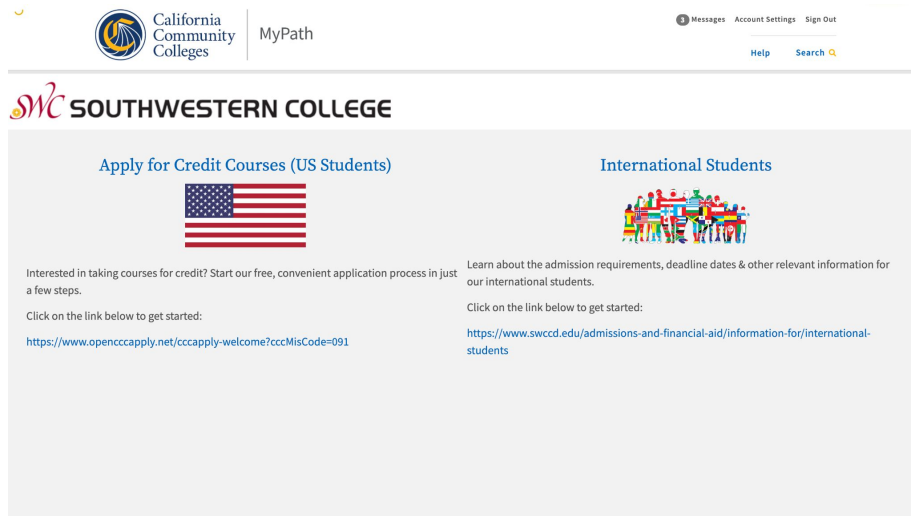 California
Community
Colleges
MyPath
3 Messages Account Settings Sign Out
Help Search
SWC SOUTHWESTERN COLLEGE
Apply for Credit Courses (US Students)
Interested in taking courses for credit? Start our free, convenient application process in just
a few steps.
Click on the link below to get started:
https://www.opencccapply.net/cccapply-welcome?cccMisCode=091
International Students
Learn about the admission requirements, deadline dates & other relevant information for
our international students.
Click on the link below to get started:
https://www.swccd.edu/admissions-and-financial-aid/information-for/international-
students